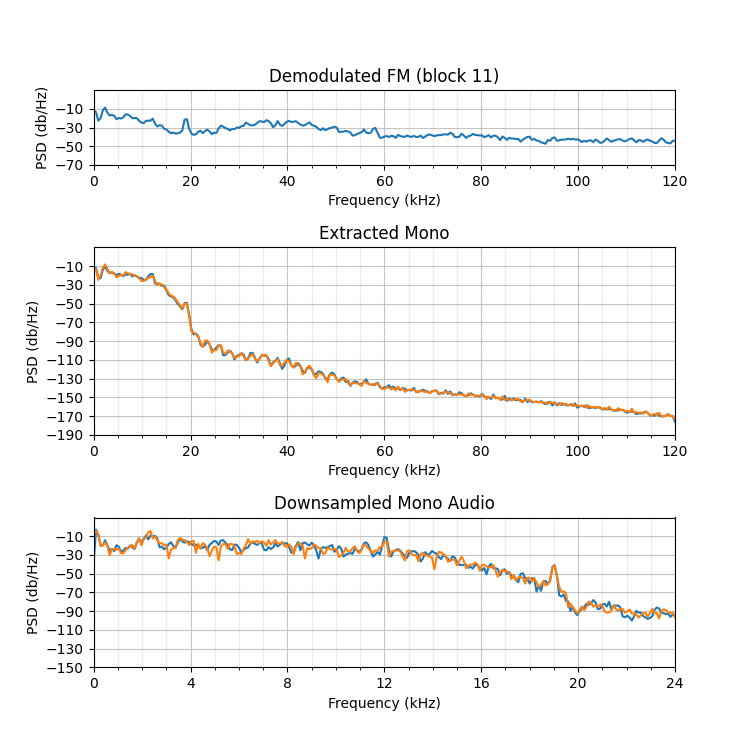 Demodulated FM (block 11)
PSD (db/Hz)
−10
−30
−50
−70
0 20 40 60 80 100 120
Frequency (kHz)
Extracted Mono
PSD (db/Hz)
−10
−30
−50
−70
−90
−110
−130
−150
−170
−190
0 20 40 60 80 100 120
Frequency (kHz)
Downsampled Mono Audio
PSD (db/Hz)
−10
−30
−50
−70
−90
−110
−130
−150
0 4 8 12 16 20 24
Frequency (kHz)